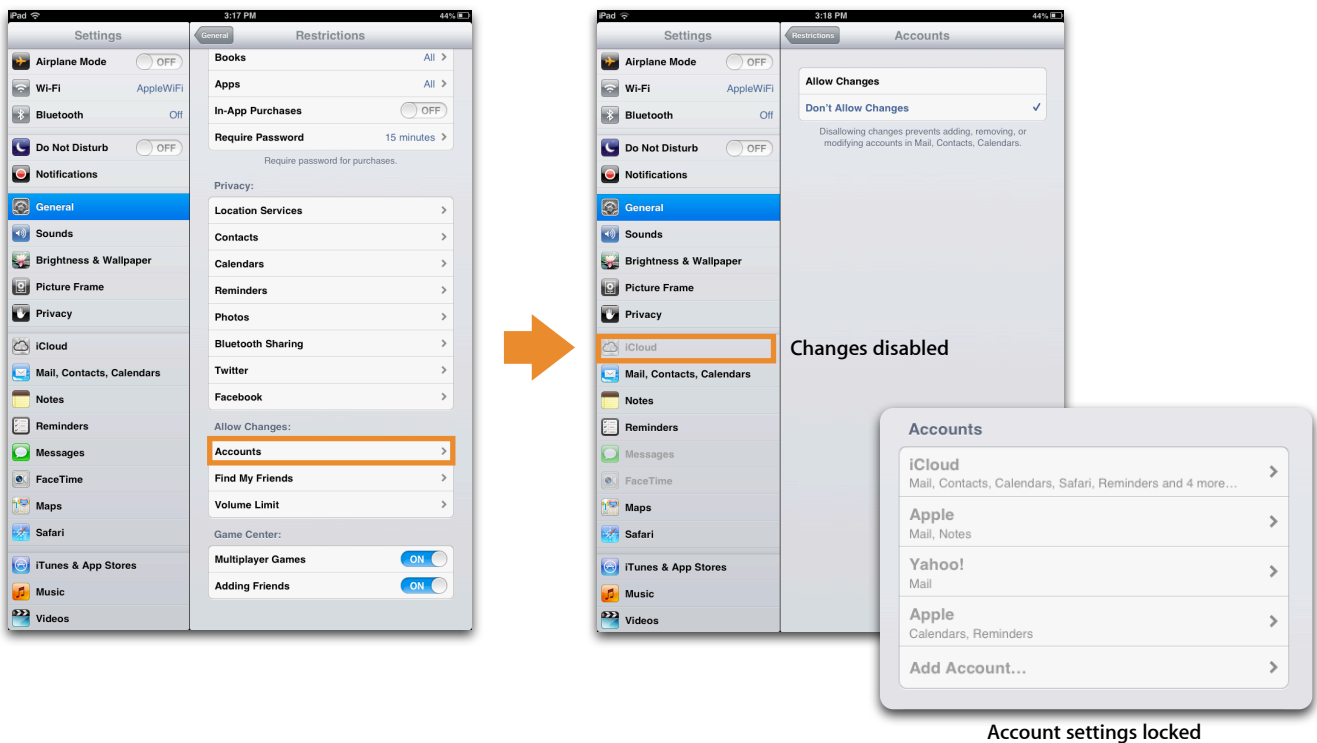 iPad
3:17 PM
44%
Settings
Airplane Mode OFF
Wi-Fi AppleWiFi
Bluetooth Off
Do Not Disturb OFF
Notifications
General
Sounds
Brightness & Wallpaper
Picture Frame
Privacy
iCloud
Mail, Contacts, Calendars
Notes
Reminders
Messages
FaceTime
Maps
Safari
iTunes & App Stores
Music
Videos
General
Restrictions
Books All
Apps All
In-App Purchases OFF
Require Password 15 minutes
Require password for purchases.
Privacy:
Location Services
Contacts
Calendars
Reminders
Photos
Bluetooth Sharing
Twitter
Facebook
Allow Changes:
Accounts
Find My Friends
Volume Limit
Game Center:
Multiplayer Games ON
Adding Friends ON
iPad
3:18 PM
44%
Settings
Airplane Mode OFF
Wi-Fi AppleWiFi
Bluetooth Off
Do Not Disturb OFF
Notifications
General
Sounds
Brightness & Wallpaper
Picture Frame
Privacy
iCloud
Mail, Contacts, Calendars
Notes
Reminders
Messages
FaceTime
Maps
Safari
iTunes & App Stores
Music
Videos
Restrictions
Accounts
Allow Changes
Don't Allow Changes
Disallowing changes prevents adding, removing, or
modifying accounts in Mail, Contacts, Calendars.
Changes disabled
Accounts
iCloud
Mail, Contacts, Calendars, Safari, Reminders and 4 more…
Apple
Mail, Notes
Yahoo!
Mail
Apple
Calendars, Reminders
Add Account…
Account settings locked